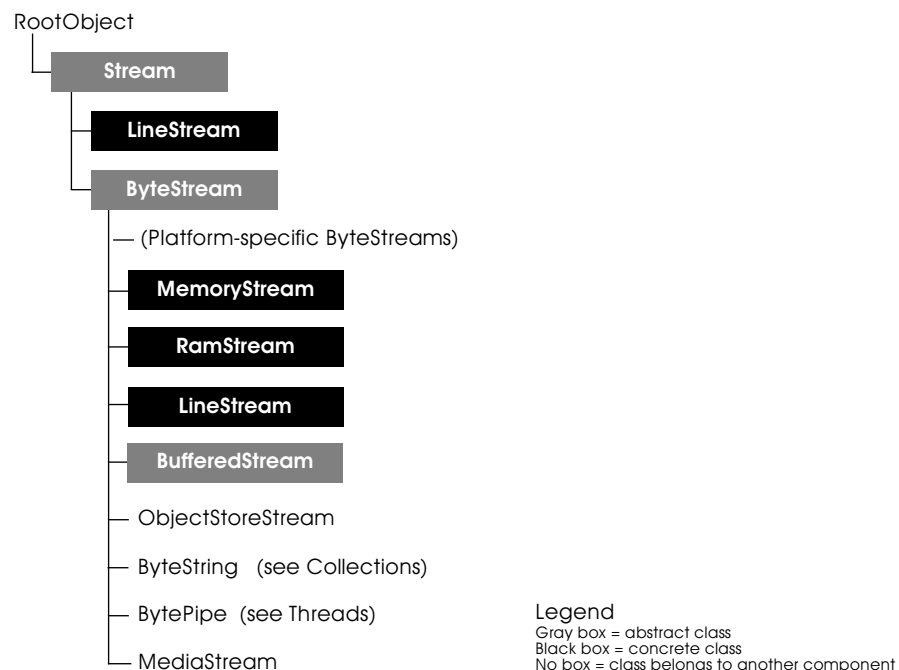 RootObject
Stream
LineStream
ByteStream
(Platform-specific ByteStreams)
MemoryStream
RamStream
LineStream
BufferedStream
ObjectStoreStream
ByteString (see Collections)
BytePipe (see Threads)
MediaStream
Legend
Gray box = abstract class
Black box = concrete class
No box = class belongs to another component